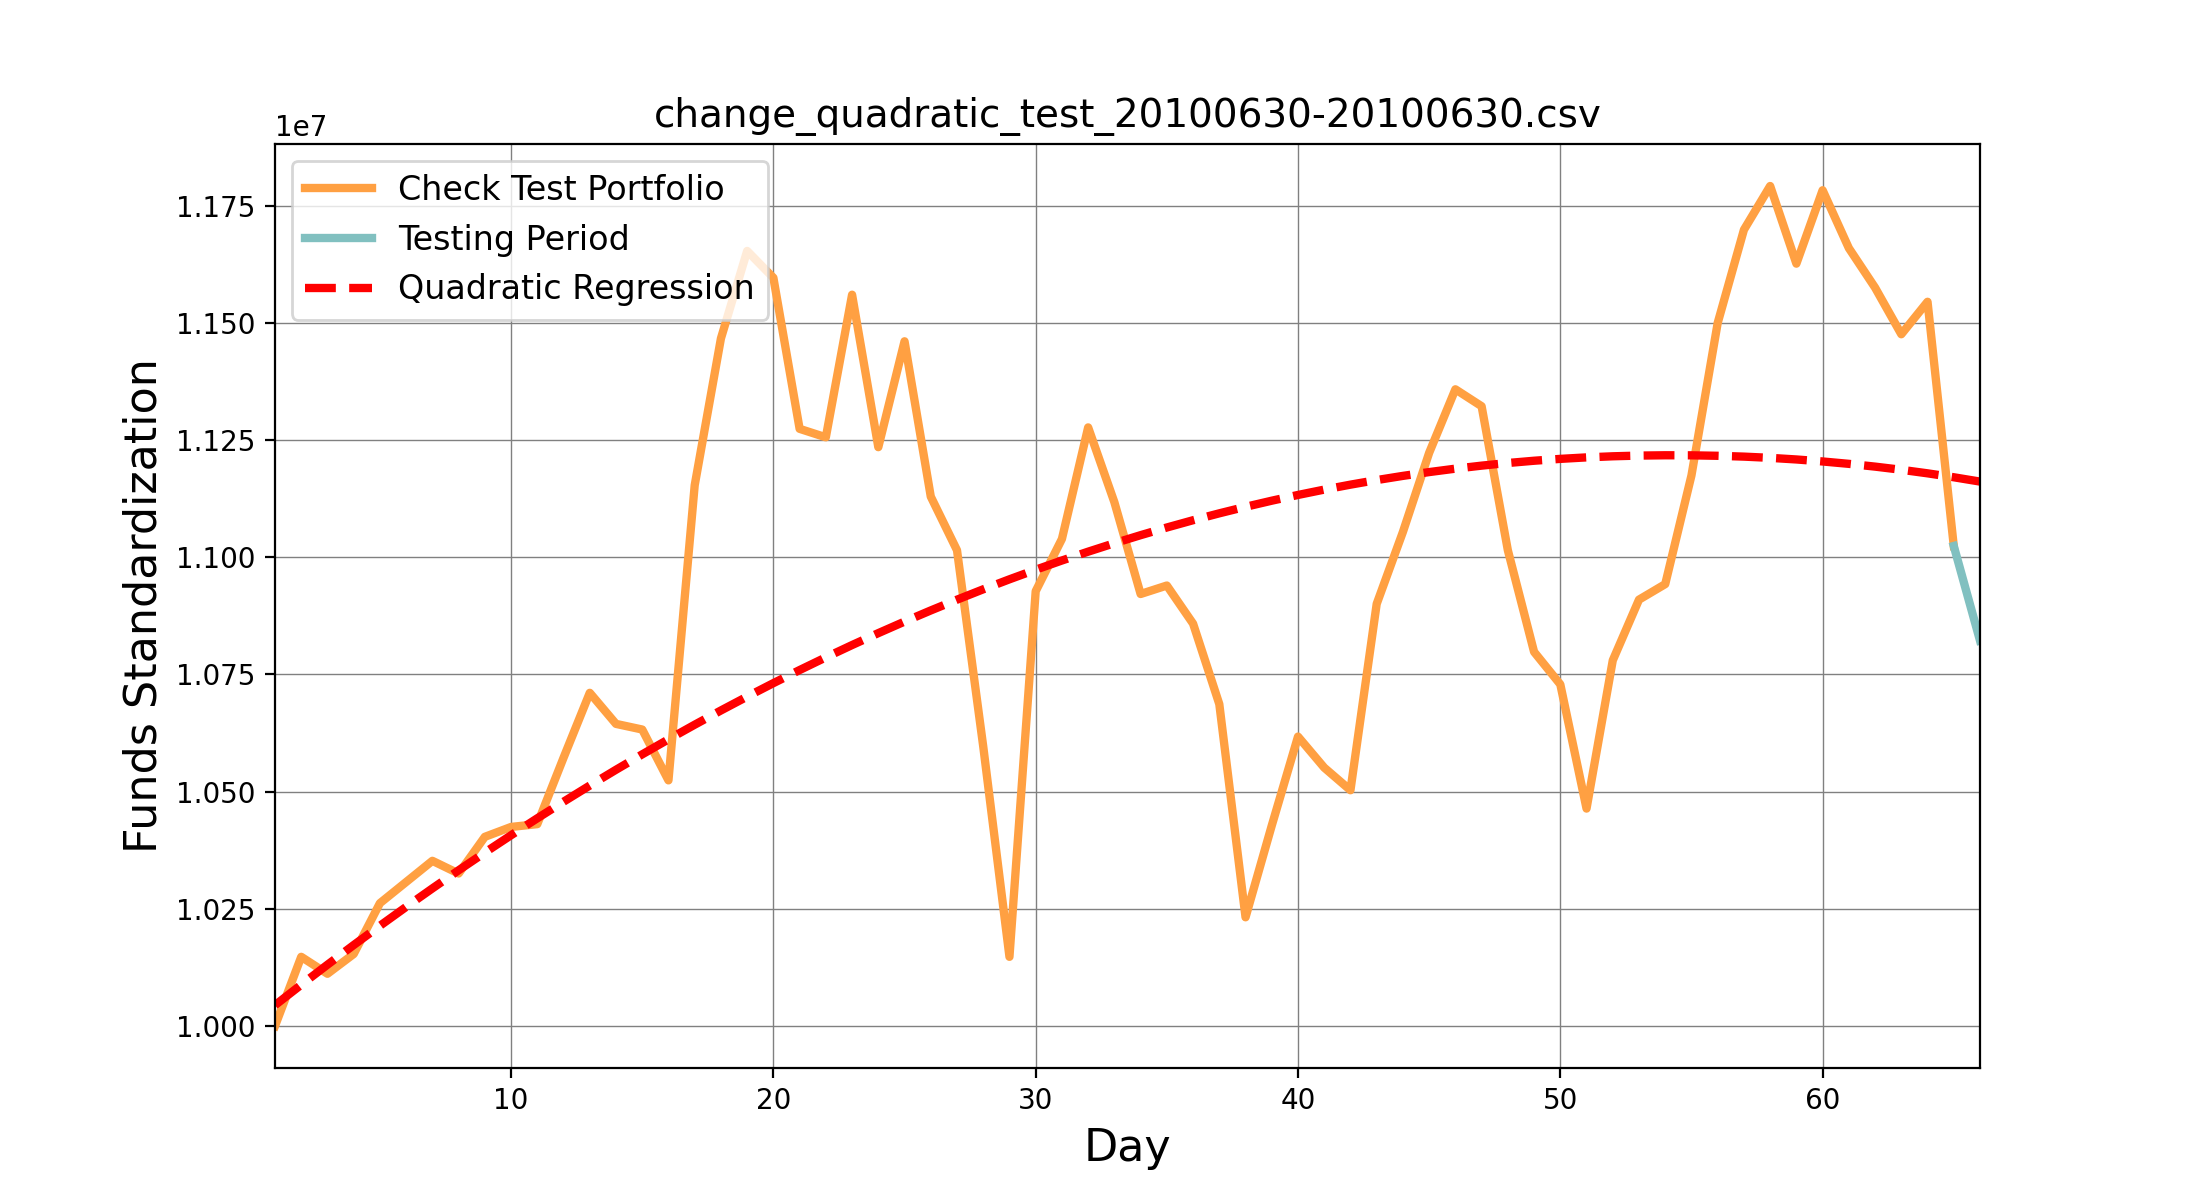 change_quadratic_test_20100630-20100630.csv
1e7
Check Test Portfolio
Testing Period
Quadratic Regression
Funds Standardization
1.175
1.150
1.125
1.100
1.075
1.050
1.025
1.000
10 20 30 40 50 60
Day